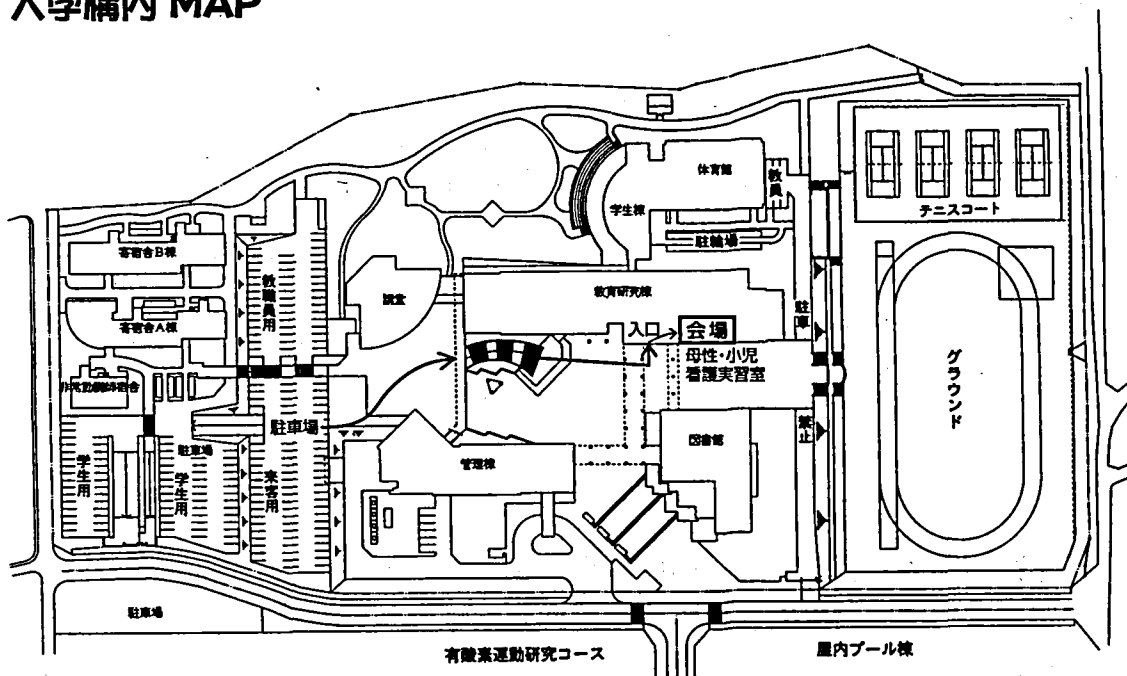 大学構内 MAP
体育館
教員
学生棟
テニスコート
駐輪場
寄宿舎B棟
教職員用
講堂
教育研究棟
寄宿舎A棟
入口
会場
母性・小児
看護実習室
駐車
禁止
グラウンド
駐車場
駐車場
学生用
学生用
来客用
管理棟
図書館
駐車場
有酸素運動研究コース
屋内プール棟